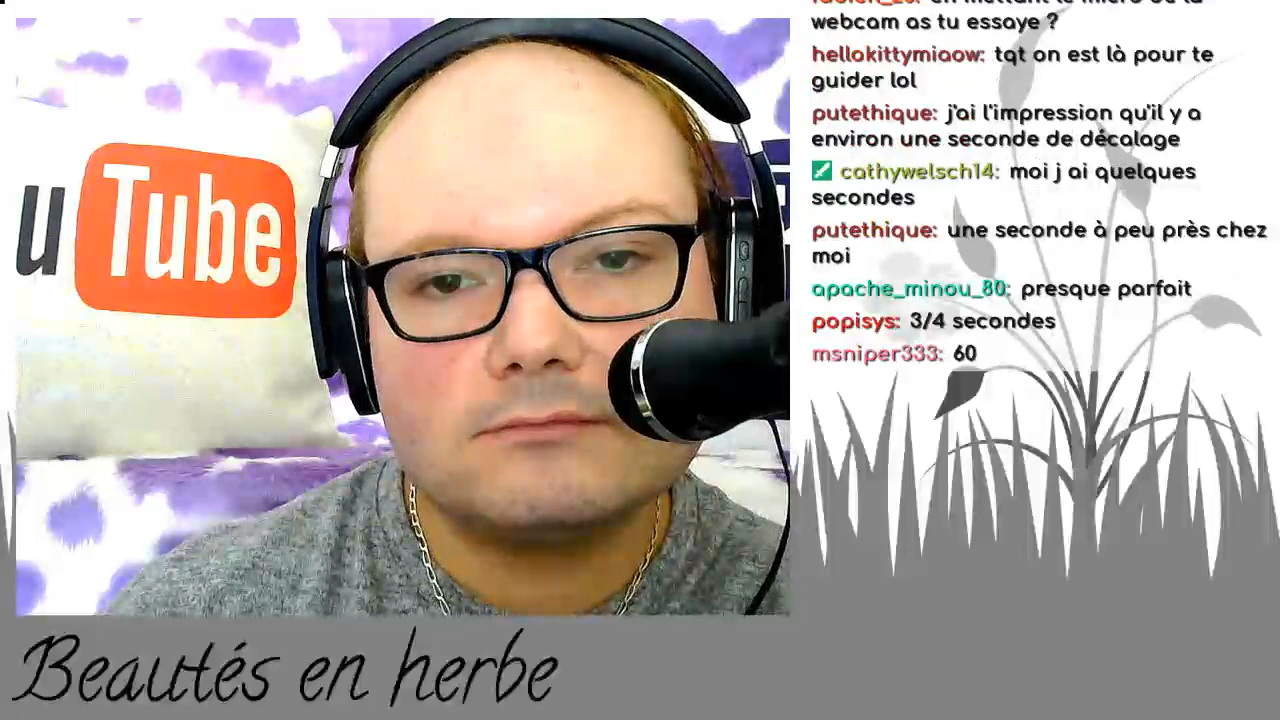 webcam as tu essaye ?
hellokittymiaow: tqt on est là pour te
guider lol
putethique: j'ai l'impression qu'il y a
environ une seconde de décalage
cathywelsch14: moi j ai quelques
secondes
putethique: une seconde à peu près chez
moi
apache_minou_80: presque parfait
popisys: 3/4 secondes
msniper333: 60
uTube
Beautés en herbe